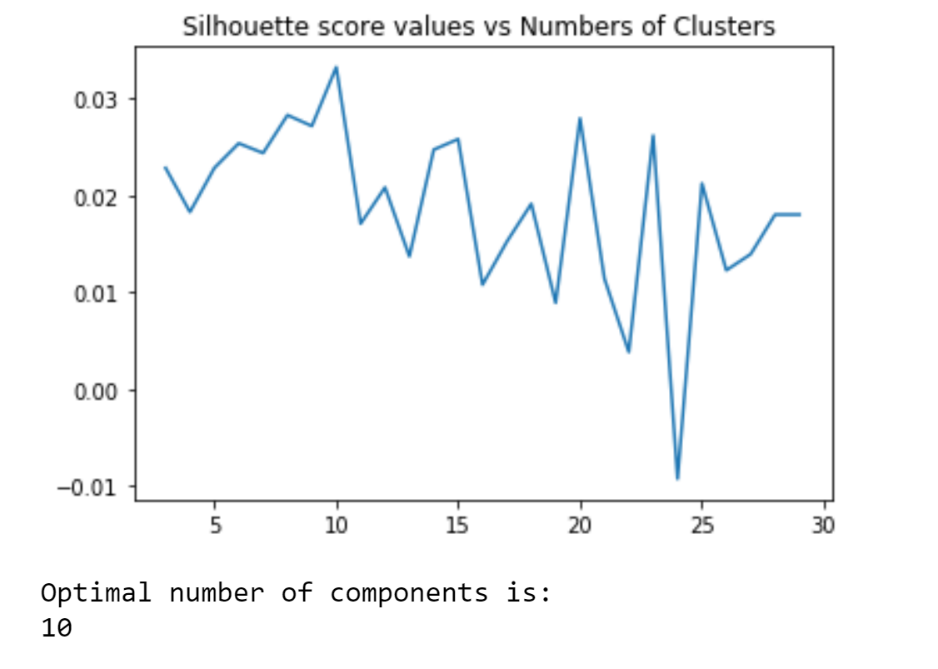 Silhouette score values vs Numbers of Clusters
0.03
0.02
0.01
0.00
−0.01
5 10 15 20 25 30
Optimal number of components is:
10